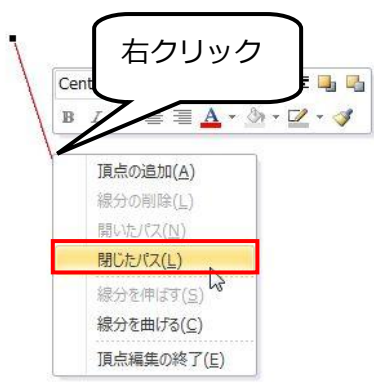 右クリック
Cent
B I
A
頂点の追加(A)
線分の削除(L)
開いたパス(N)
閉じたパス(L)
線分を伸ばす(S)
線分を曲げる(C)
頂点編集の終了(E)